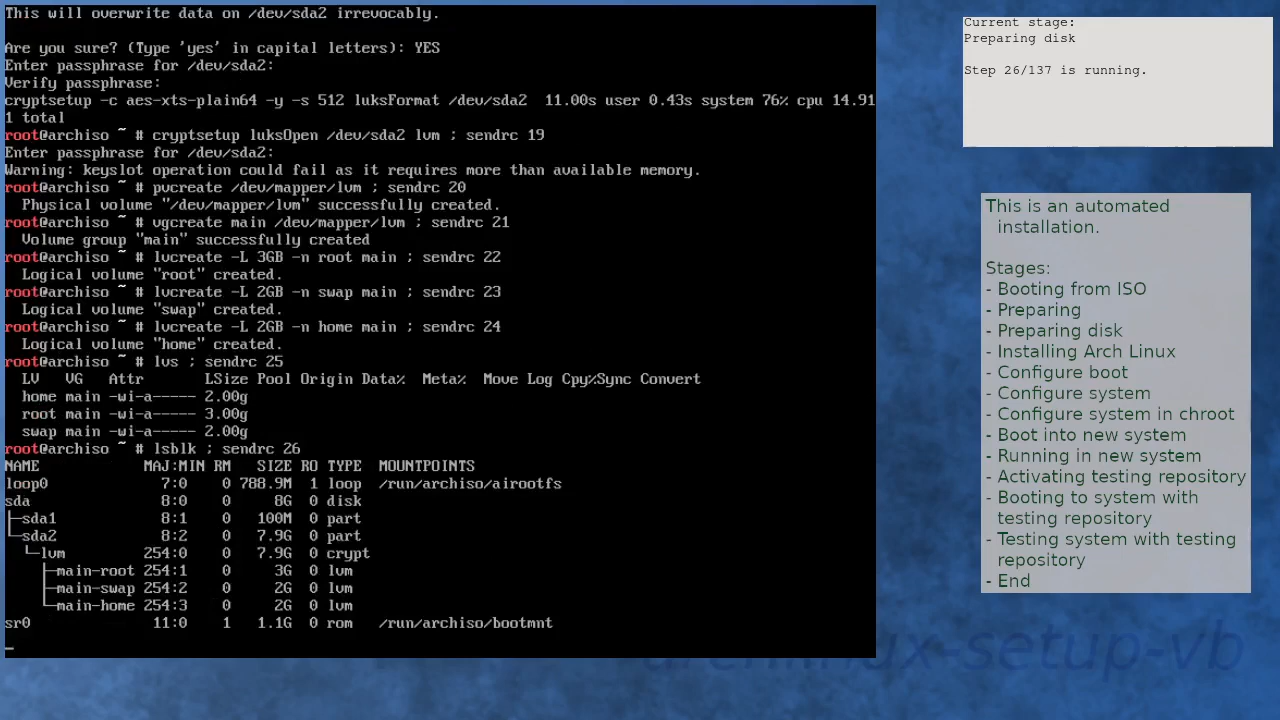 This will overwrite data on /dev/sda2 irrevocably.
Are you sure? (Type 'yes' in capital letters): YES
Enter passphrase for /dev/sda2:
Verify passphrase:
cryptsetup -c aes-xts-plain64 -y -s 512 luksFormat /dev/sda2  11.00s user 0.43s system 76% cpu 14.91
1 total
root@archiso ~ # cryptsetup luksOpen /dev/sda2 lvm ; sendrc 19
Enter passphrase for /dev/sda2:
Warning: keyslot operation could fail as it requires more than available memory.
root@archiso ~ # pvcreate /dev/mapper/lvm ; sendrc 20
  Physical volume "/dev/mapper/lvm" successfully created.
root@archiso ~ # vgcreate main /dev/mapper/lvm ; sendrc 21
  Volume group "main" successfully created
root@archiso ~ # lvcreate -L 3GB -n root main ; sendrc 22
  Logical volume "root" created.
root@archiso ~ # lvcreate -L 2GB -n swap main ; sendrc 23
  Logical volume "swap" created.
root@archiso ~ # lvcreate -L 2GB -n home main ; sendrc 24
  Logical volume "home" created.
root@archiso ~ # lvs ; sendrc 25
  LV   VG   Attr       LSize Pool Origin Data%  Meta%  Move Log Cpy%Sync Convert
  home main -wi-a----- 2.00g
  root main -wi-a----- 3.00g
  swap main -wi-a----- 2.00g
root@archiso ~ # lsblk ; sendrc 26
NAME            MAJ:MIN RM   SIZE RO TYPE  MOUNTPOINTS
loop0             7:0    0 788.9M  1 loop  /run/archiso/airootfs
sda               8:0    0     8G  0 disk
├─sda1            8:1    0   100M  0 part
└─sda2            8:2    0   7.9G  0 part
  └─lvm         254:0    0   7.9G  0 crypt
    ├─main-root 254:1    0     3G  0 lvm
    ├─main-swap 254:2    0     2G  0 lvm
    └─main-home 254:3    0     2G  0 lvm
sr0              11:0    1   1.1G  0 rom   /run/archiso/bootmnt
Current stage:
Preparing disk
Step 26/137 is running.
This is an automated
installation.
Stages:
- Booting from ISO
- Preparing
- Preparing disk
- Installing Arch Linux
- Configure boot
- Configure system
- Configure system in chroot
- Boot into new system
- Running in new system
- Activating testing repository
- Booting to system with
testing repository
- Testing system with testing
repository
- End
archlinux-setup-vb